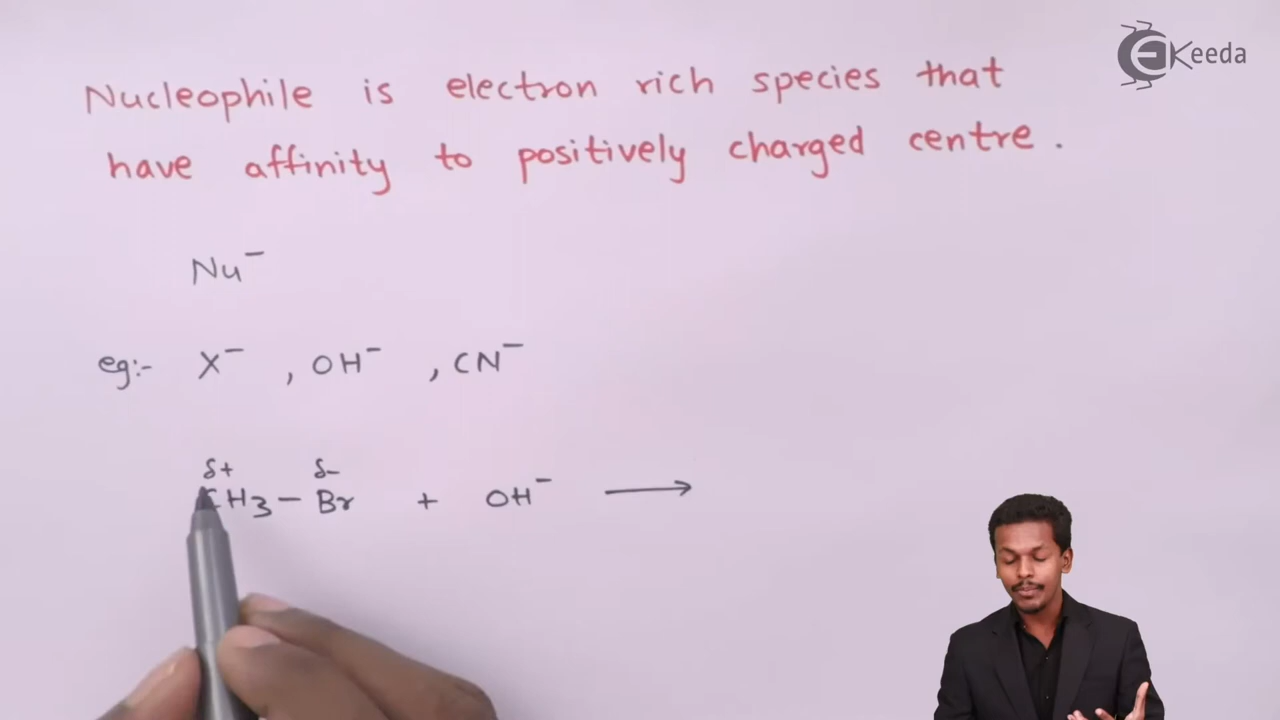 EKeeda
Nucleophile is electron rich species that
have affinity to positively charged centre.
Nu⁻
eg:- X⁻, OH⁻, CN⁻
δ+ δ-
CH3 - Br + OH⁻ ⟶